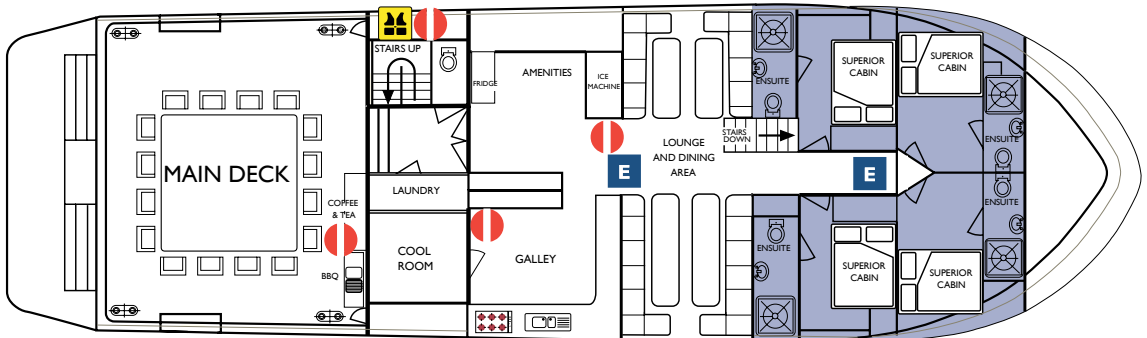 STAIRS UP
FRIDGE
AMENITIES
ICE
MACHINE
ENSUITE
SUPERIOR
CABIN
SUPERIOR
CABIN
STAIRS
DOWN
LOUNGE
AND DINING
AREA
ENSUITE
MAIN DECK
E
E
LAUNDRY
COFFEE
& TEA
ENSUITE
ENSUITE
COOL
ROOM
GALLEY
BBQ
SUPERIOR
CABIN
SUPERIOR
CABIN